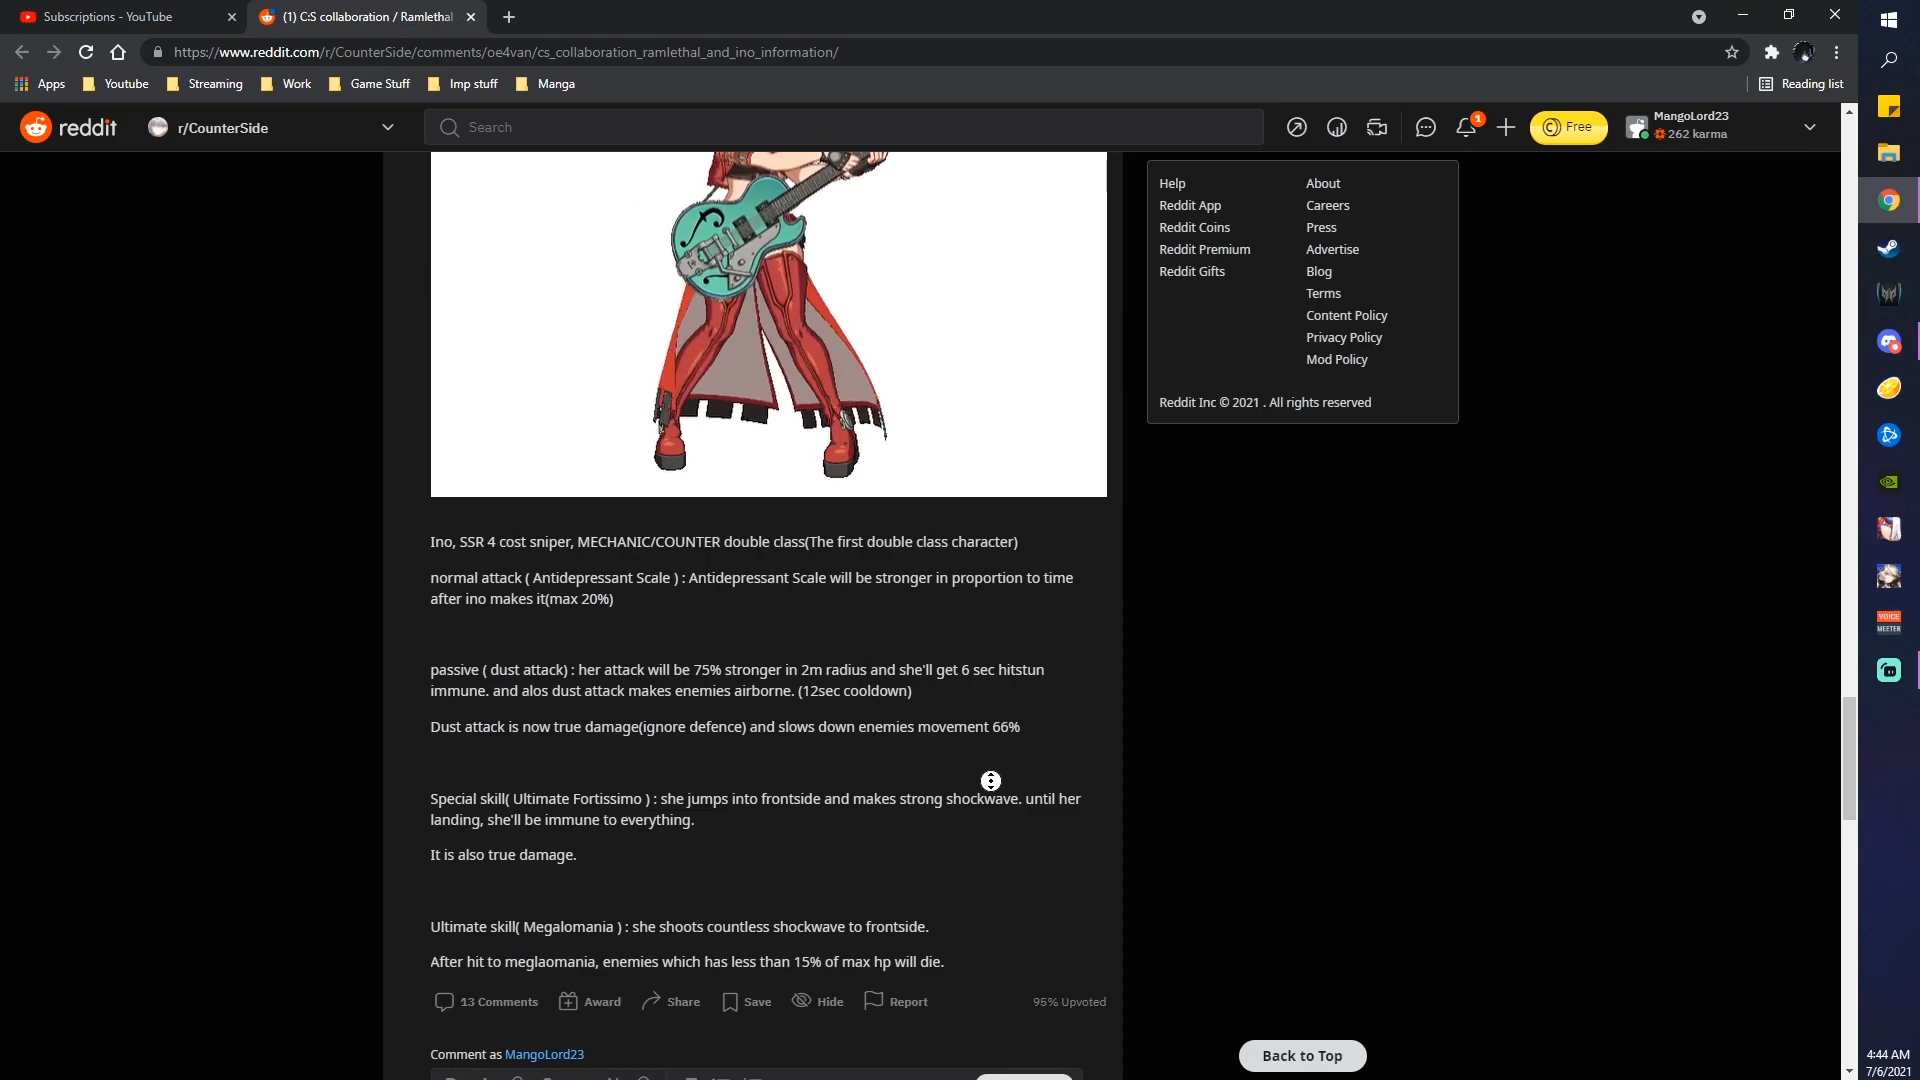 Subscriptions - YouTube
(1) C:S collaboration / Ramlethal
https://www.reddit.com/r/CounterSide/comments/oe4van/cs_collaboration_ramlethal_and_ino_information/
Apps
Youtube
Streaming
Work
Game Stuff
Imp stuff
Manga
Reading list
reddit
r/CounterSide
Search
1
Free
MangoLord23
262 karma
Help
About
Reddit App
Careers
Reddit Coins
Press
Reddit Premium
Advertise
Reddit Gifts
Blog
Terms
Content Policy
Privacy Policy
Mod Policy
Reddit Inc © 2021 . All rights reserved
Ino, SSR 4 cost sniper, MECHANIC/COUNTER double class(The first double class character)
normal attack ( Antidepressant Scale ) : Antidepressant Scale will be stronger in proportion to time
after ino makes it(max 20%)
passive ( dust attack) : her attack will be 75% stronger in 2m radius and she'll get 6 sec hitstun
immune. and alos dust attack makes enemies airborne. (12sec cooldown)
Dust attack is now true damage(ignore defence) and slows down enemies movement 66%
Special skill( Ultimate Fortissimo ) : she jumps into frontside and makes strong shockwave. until her
landing, she'll be immune to everything.
It is also true damage.
Ultimate skill( Megalomania ) : she shoots countless shockwave to frontside.
After hit to meglaomania, enemies which has less than 15% of max hp will die.
13 Comments
Award
Share
Save
Hide
Report
95% Upvoted
Comment as MangoLord23
Back to Top
VOICE
MEETER
4:44 AM
7/6/2021